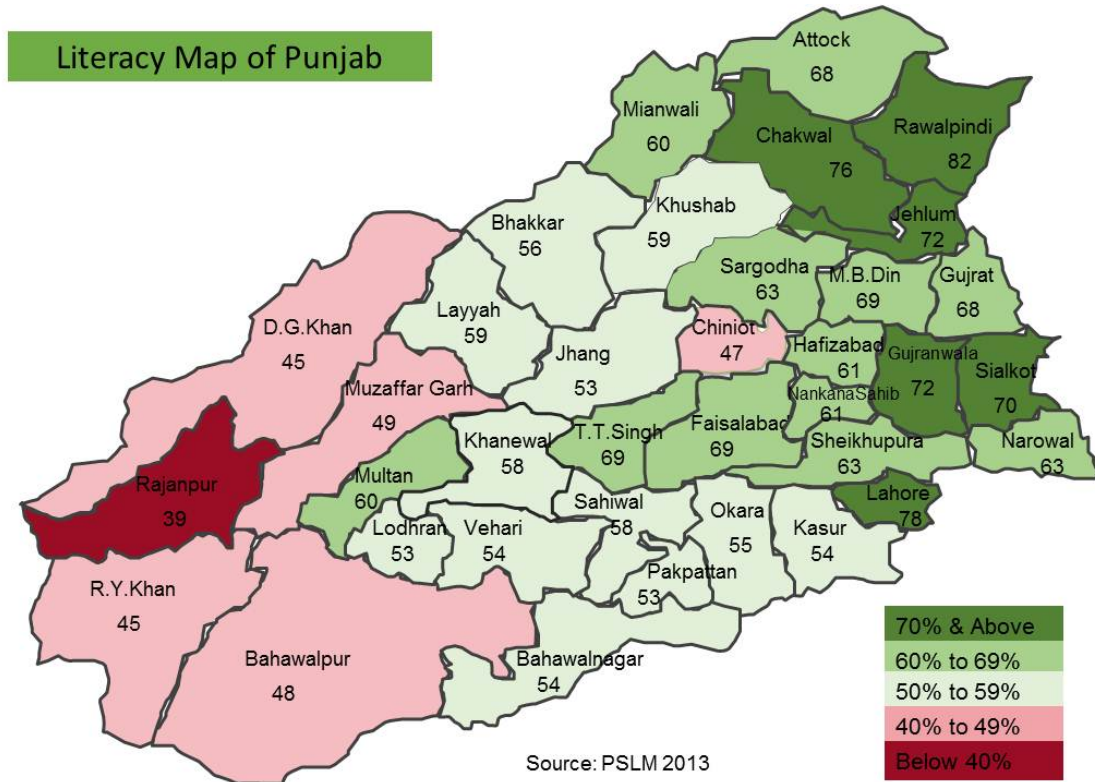 Literacy Map of Punjab
Attock
68
Mianwali
60
Chakwal
76
Rawalpindi
82
Jehlum
72
Bhakkar
56
Khushab
59
Sargodha
63
M.B.Din
69
Gujrat
68
Layyah
59
D.G.Khan
45
Jhang
53
Chiniot
47
Hafizabad
61
Gujranwala
72
Sialkot
70
Muzaffar Garh
49
NankanaSahib
61
Khanewal
58
T.T.Singh
69
Faisalabad
69
Sheikhupura
63
Narowal
63
Multan
60
Rajanpur
39
Lahore
78
Sahiwal
58
Okara
55
Kasur
54
Lodhran
53
Vehari
54
Pakpattan
53
R.Y.Khan
45
Bahawalpur
48
Bahawalnagar
54
70% & Above
60% to 69%
50% to 59%
40% to 49%
Below 40%
Source: PSLM 2013